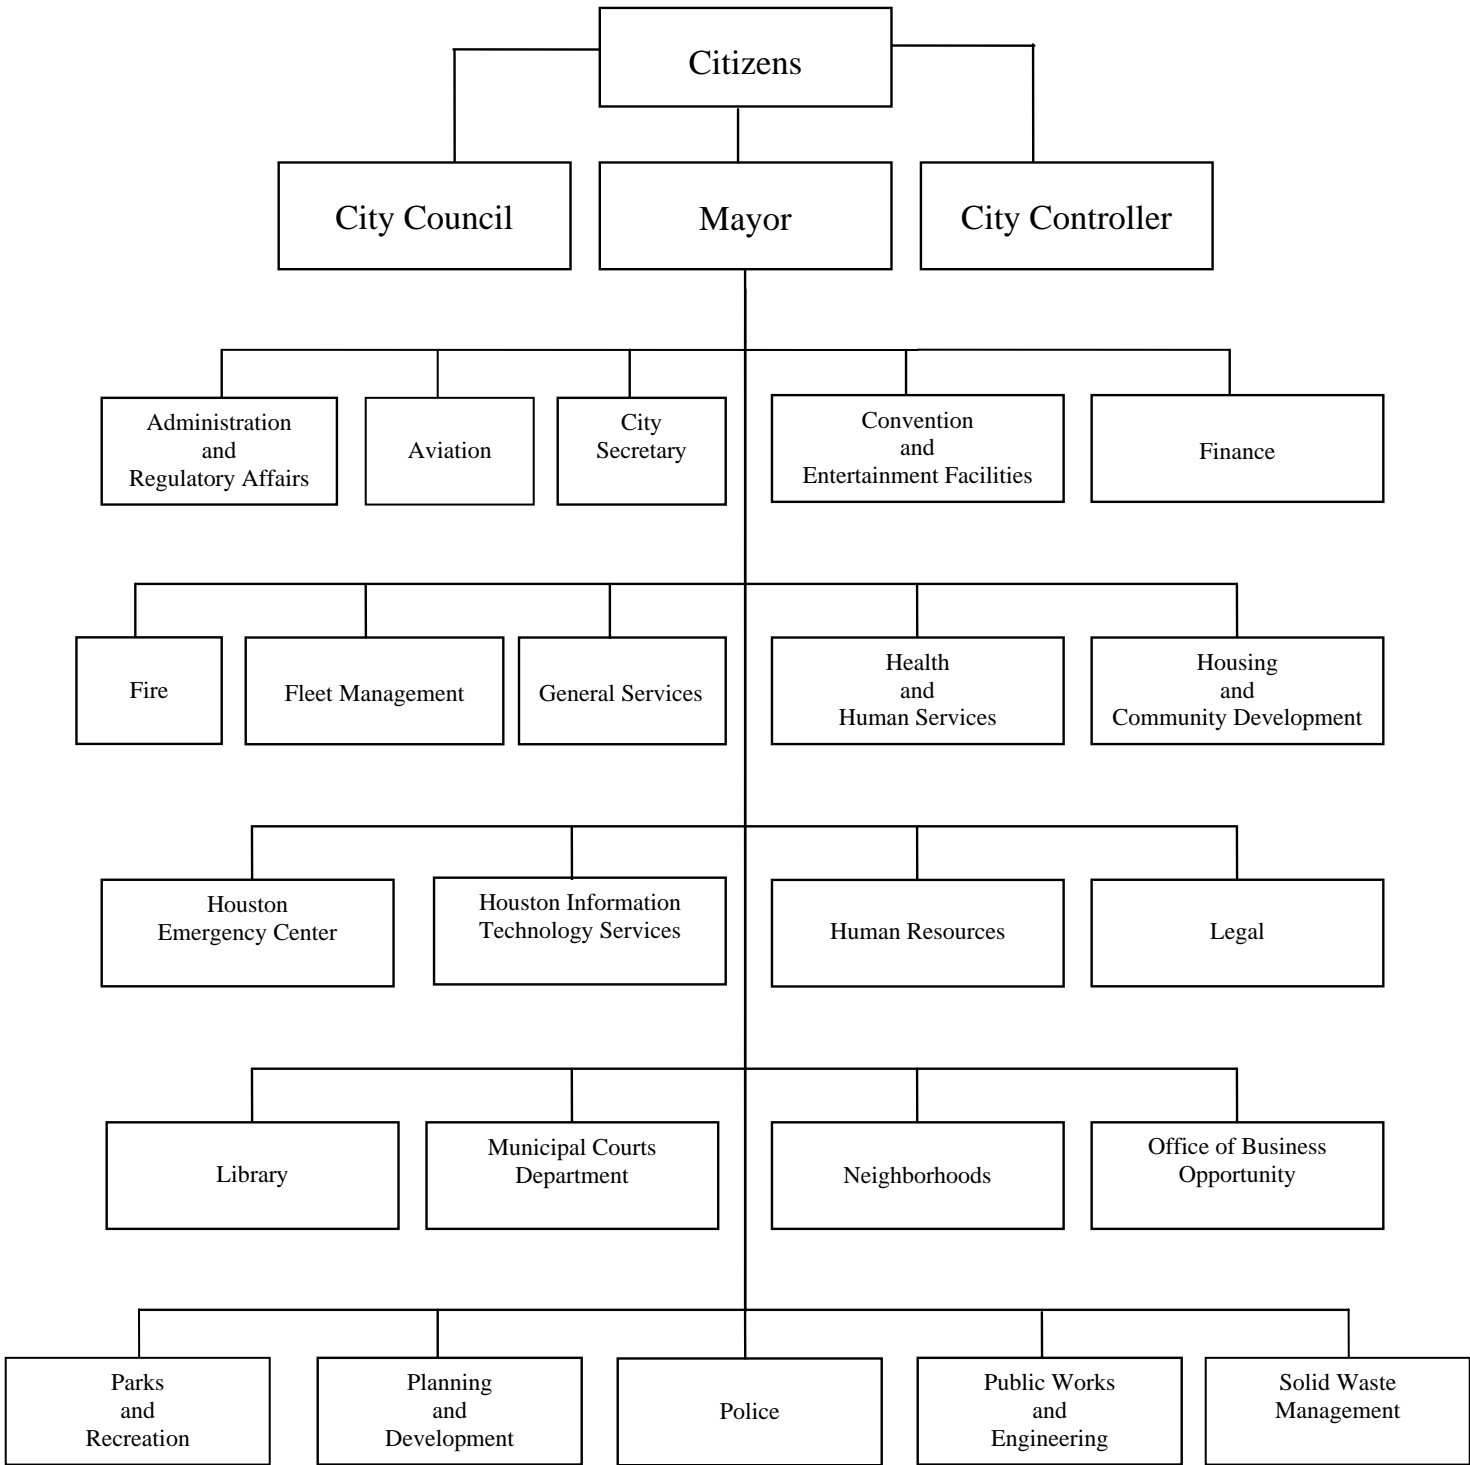 Citizens
City Council
Mayor
City Controller
Administration
and
Regulatory Affairs
Aviation
City
Secretary
Convention
and
Entertainment Facilities
Finance
Fire
Fleet Management
General Services
Health
and
Human Services
Housing
and
Community Development
Houston
Emergency Center
Houston Information
Technology Services
Human Resources
Legal
Library
Municipal Courts
Department
Neighborhoods
Office of Business
Opportunity
Parks
and
Recreation
Planning
and
Development
Police
Public Works
and
Engineering
Solid Waste
Management